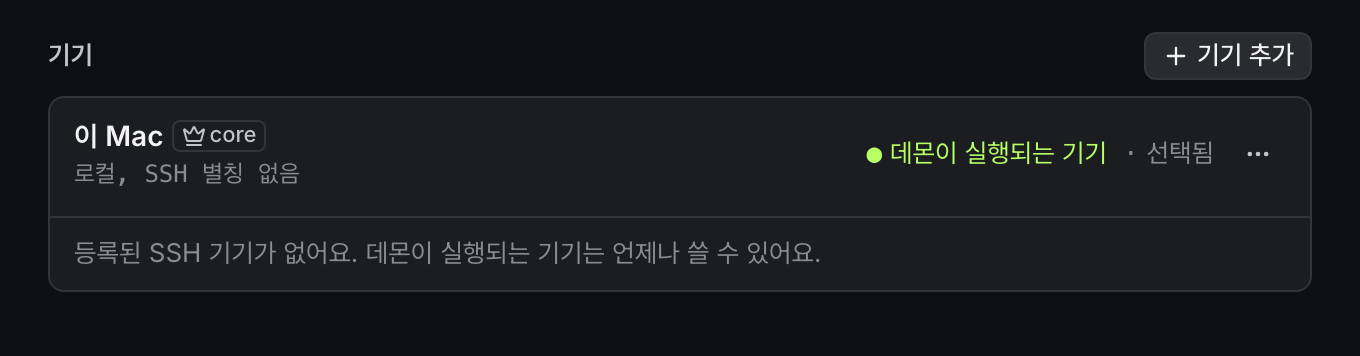 기기
+ 기기 추가
이 Mac core
로컬, SSH 별칭 없음
데몬이 실행되는 기기 · 선택됨 ···
등록된 SSH 기기가 없어요. 데몬이 실행되는 기기는 언제나 쓸 수 있어요.